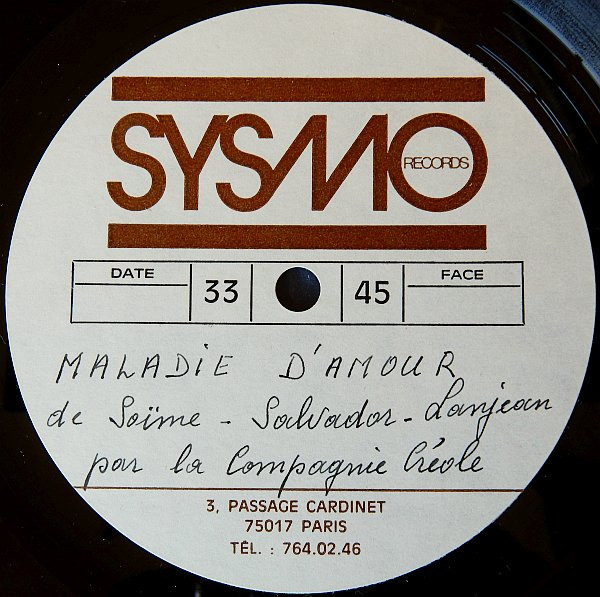 SYSMO
RECORDS
DATE 33 45 FACE
MALADIE D'AMOUR
de Soïme - Salvador - Lanjean
par la Compagnie Créole
3, PASSAGE CARDINET
75017 PARIS
TÉL. : 764.02.46